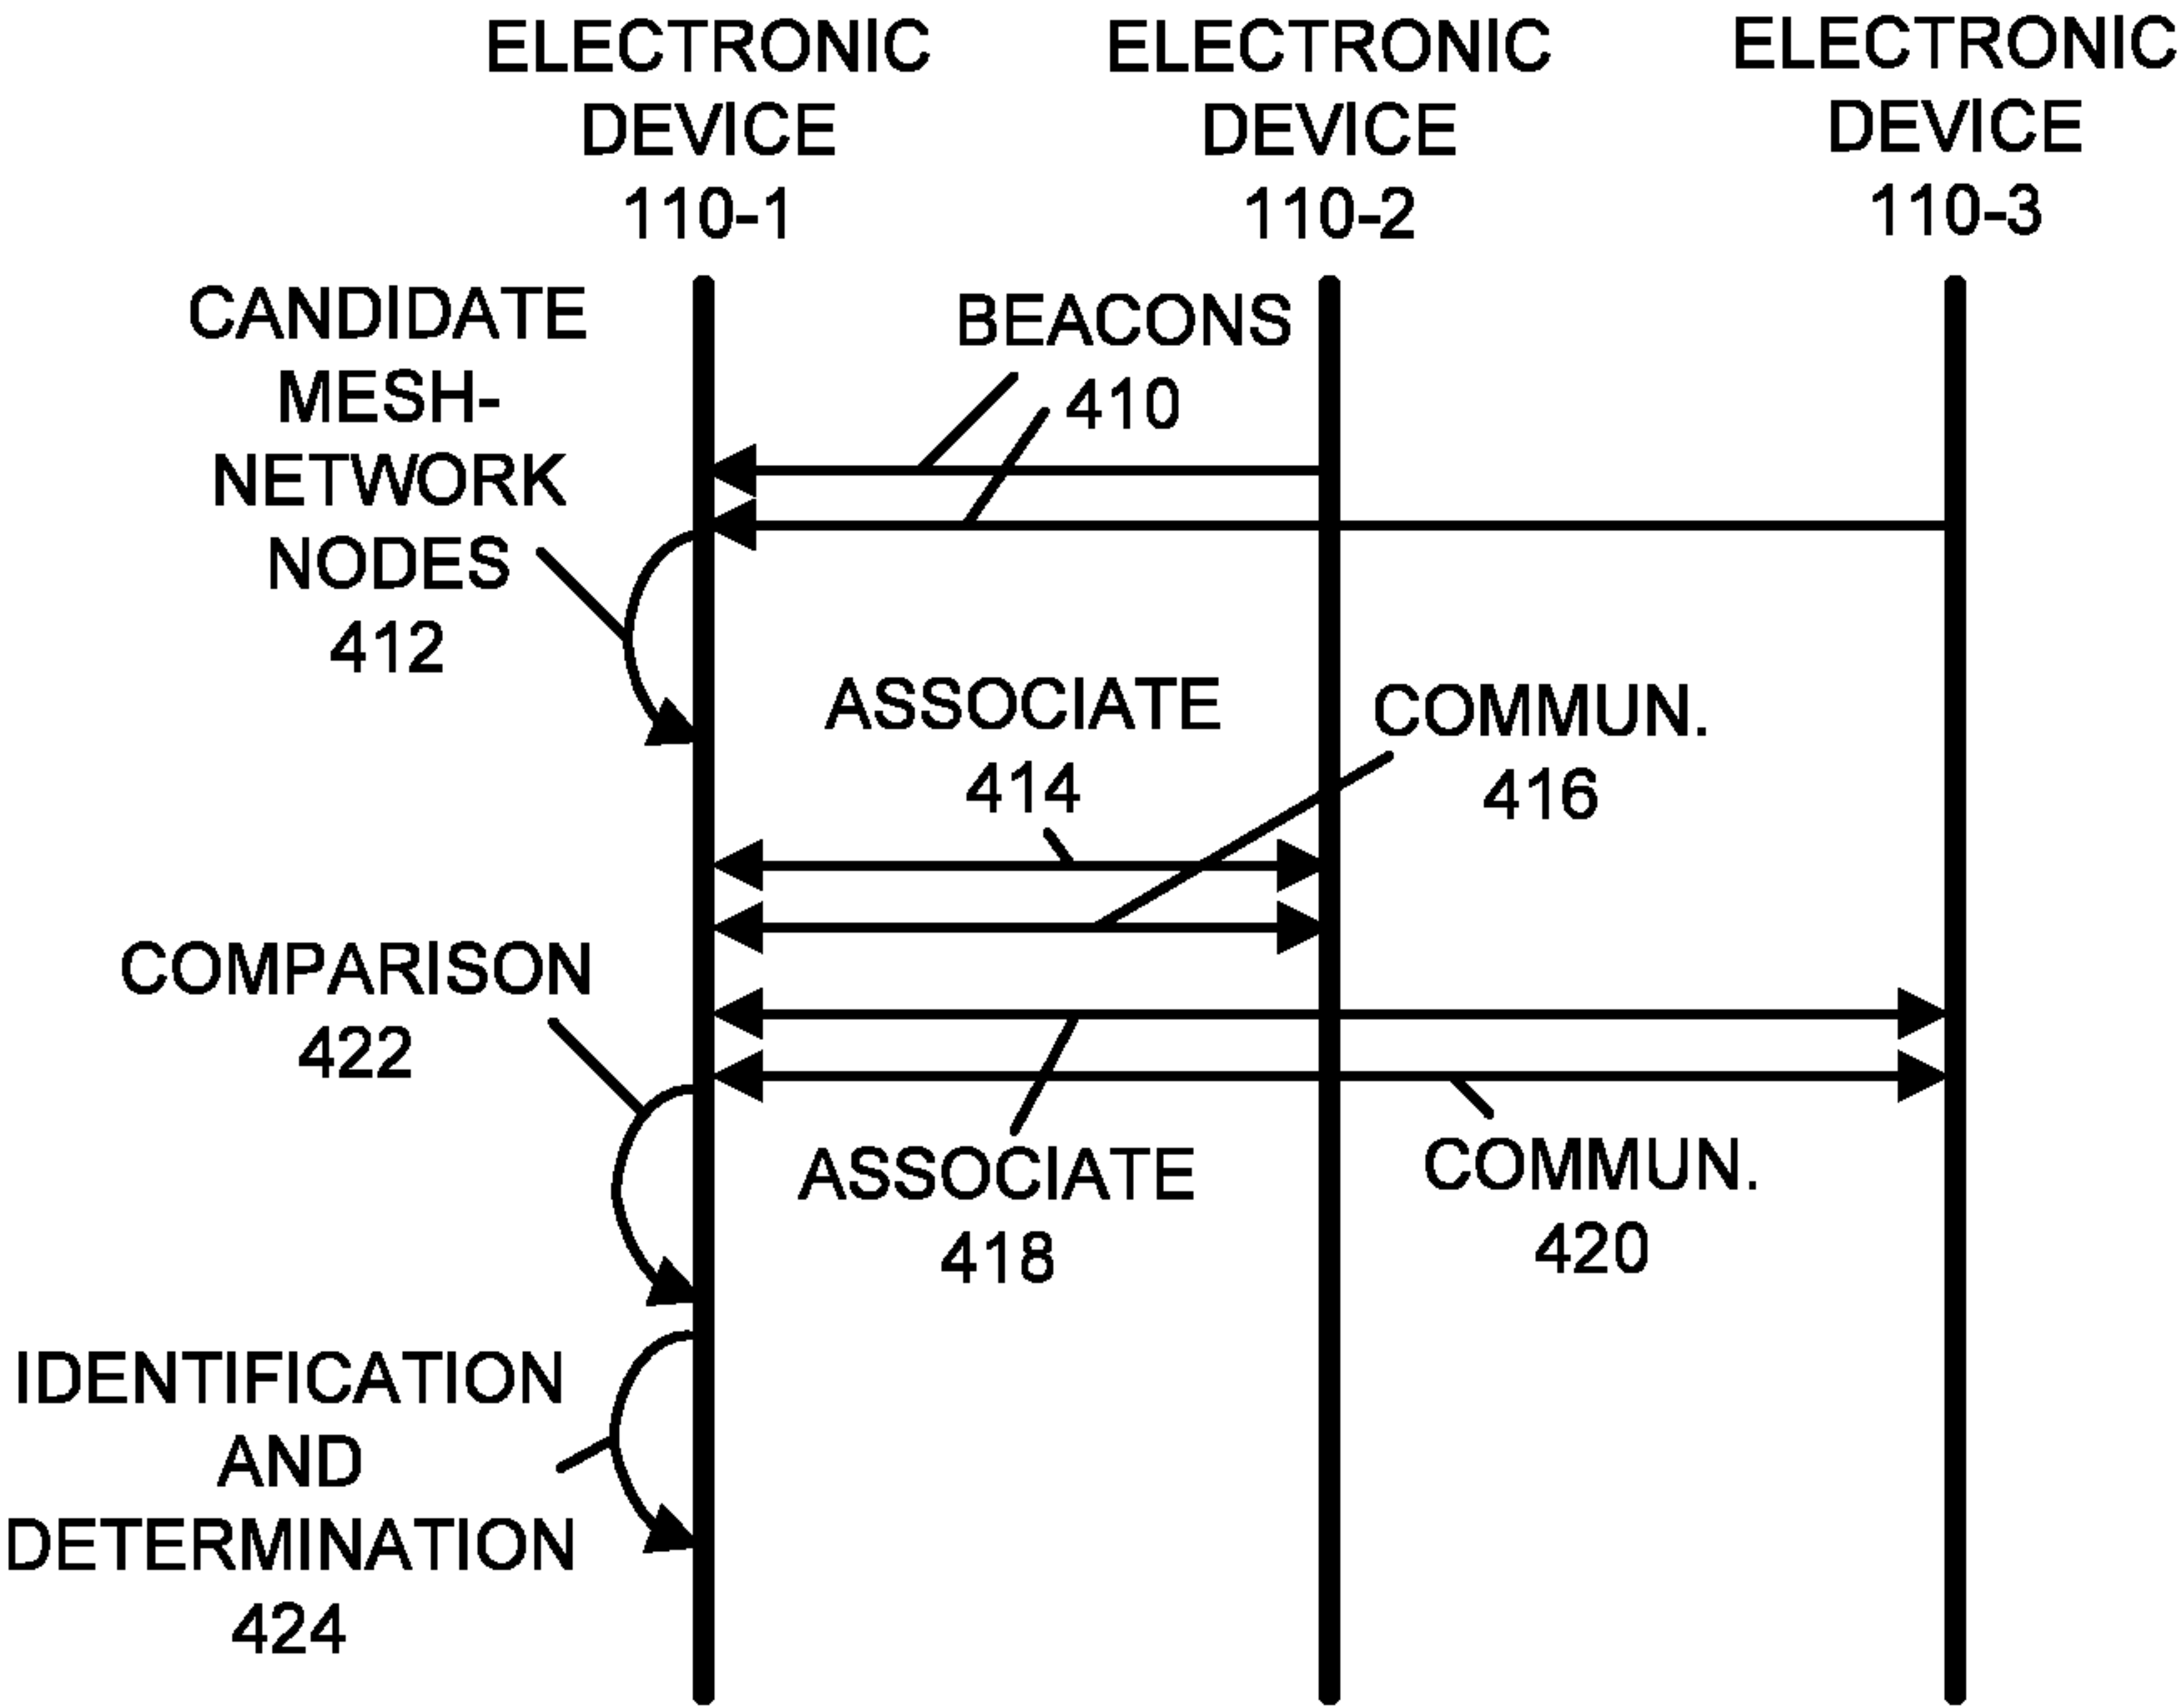 ELECTRONIC
DEVICE
110-1
ELECTRONIC
DEVICE
110-2
ELECTRONIC
DEVICE
110-3
CANDIDATE
MESH-
NETWORK
NODES
412
BEACONS
410
ASSOCIATE
414
COMMUN.
416
COMPARISON
422
ASSOCIATE
418
COMMUN.
420
IDENTIFICATION
AND
DETERMINATION
424